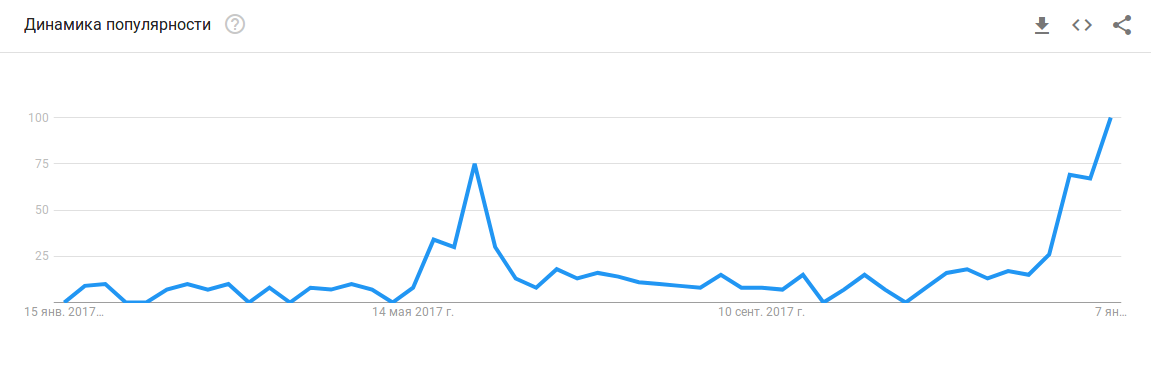 Динамика популярности
100
75
50
25
15 янв. 2017… 14 мая 2017 г. 10 сент. 2017 г. 7 ян…